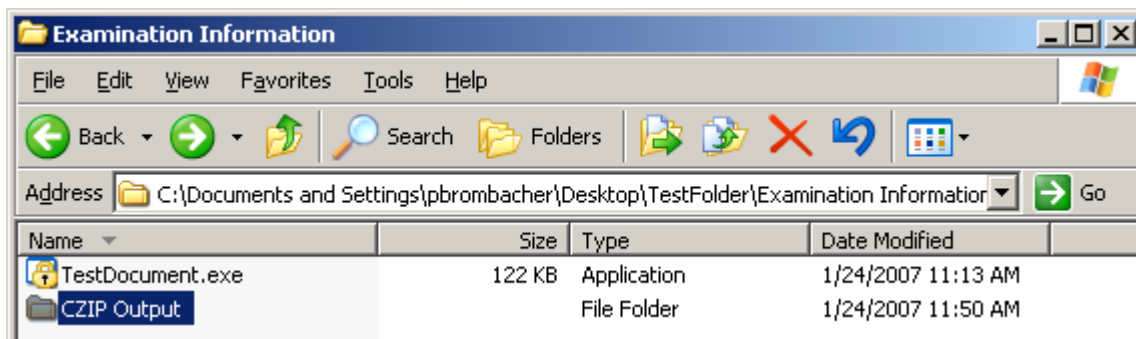 Examination Information
File Edit View Favorites Tools Help
Back Search Folders
Address C:\Documents and Settings\pbrombacher\Desktop\TestFolder\Examination Information Go
Name Size Type Date Modified
TestDocument.exe 122 KB Application 1/24/2007 11:13 AM
CZIP Output File Folder 1/24/2007 11:50 AM